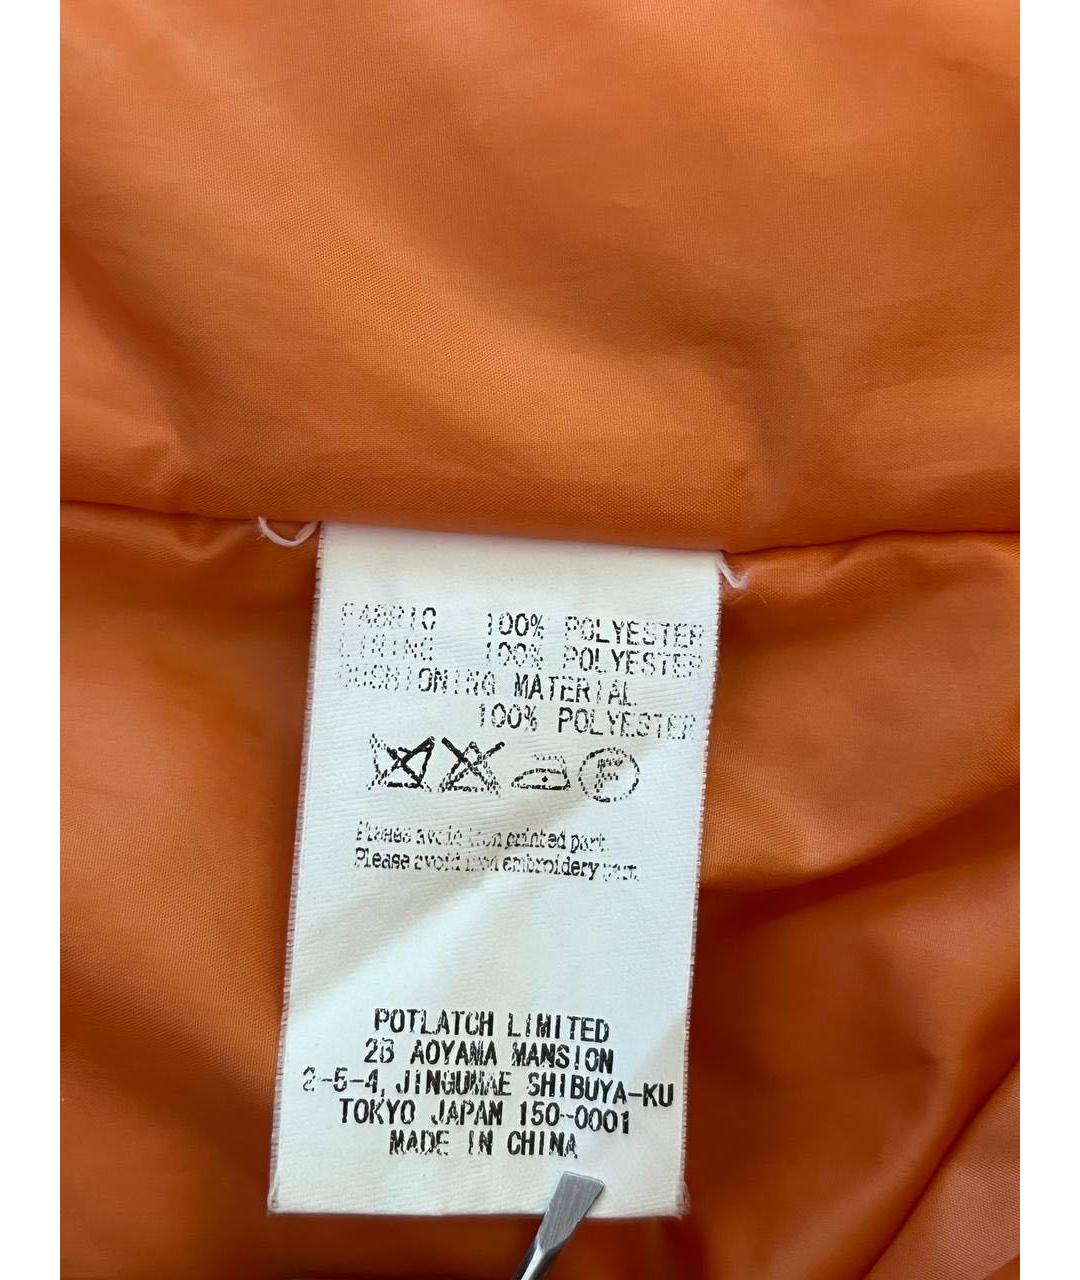 FABRIC 100% POLYESTER
LINING 100% POLYESTER
CUSHIONING MATERIAL
100% POLYESTER
F
Please avoid iron printed part.
Please avoid iron embroidery part.
POTLATCH LIMITED
2B AOYAMA MANSION
2-5-4, JINGUMAE SHIBUYA-KU
TOKYO JAPAN 150-0001
MADE IN CHINA